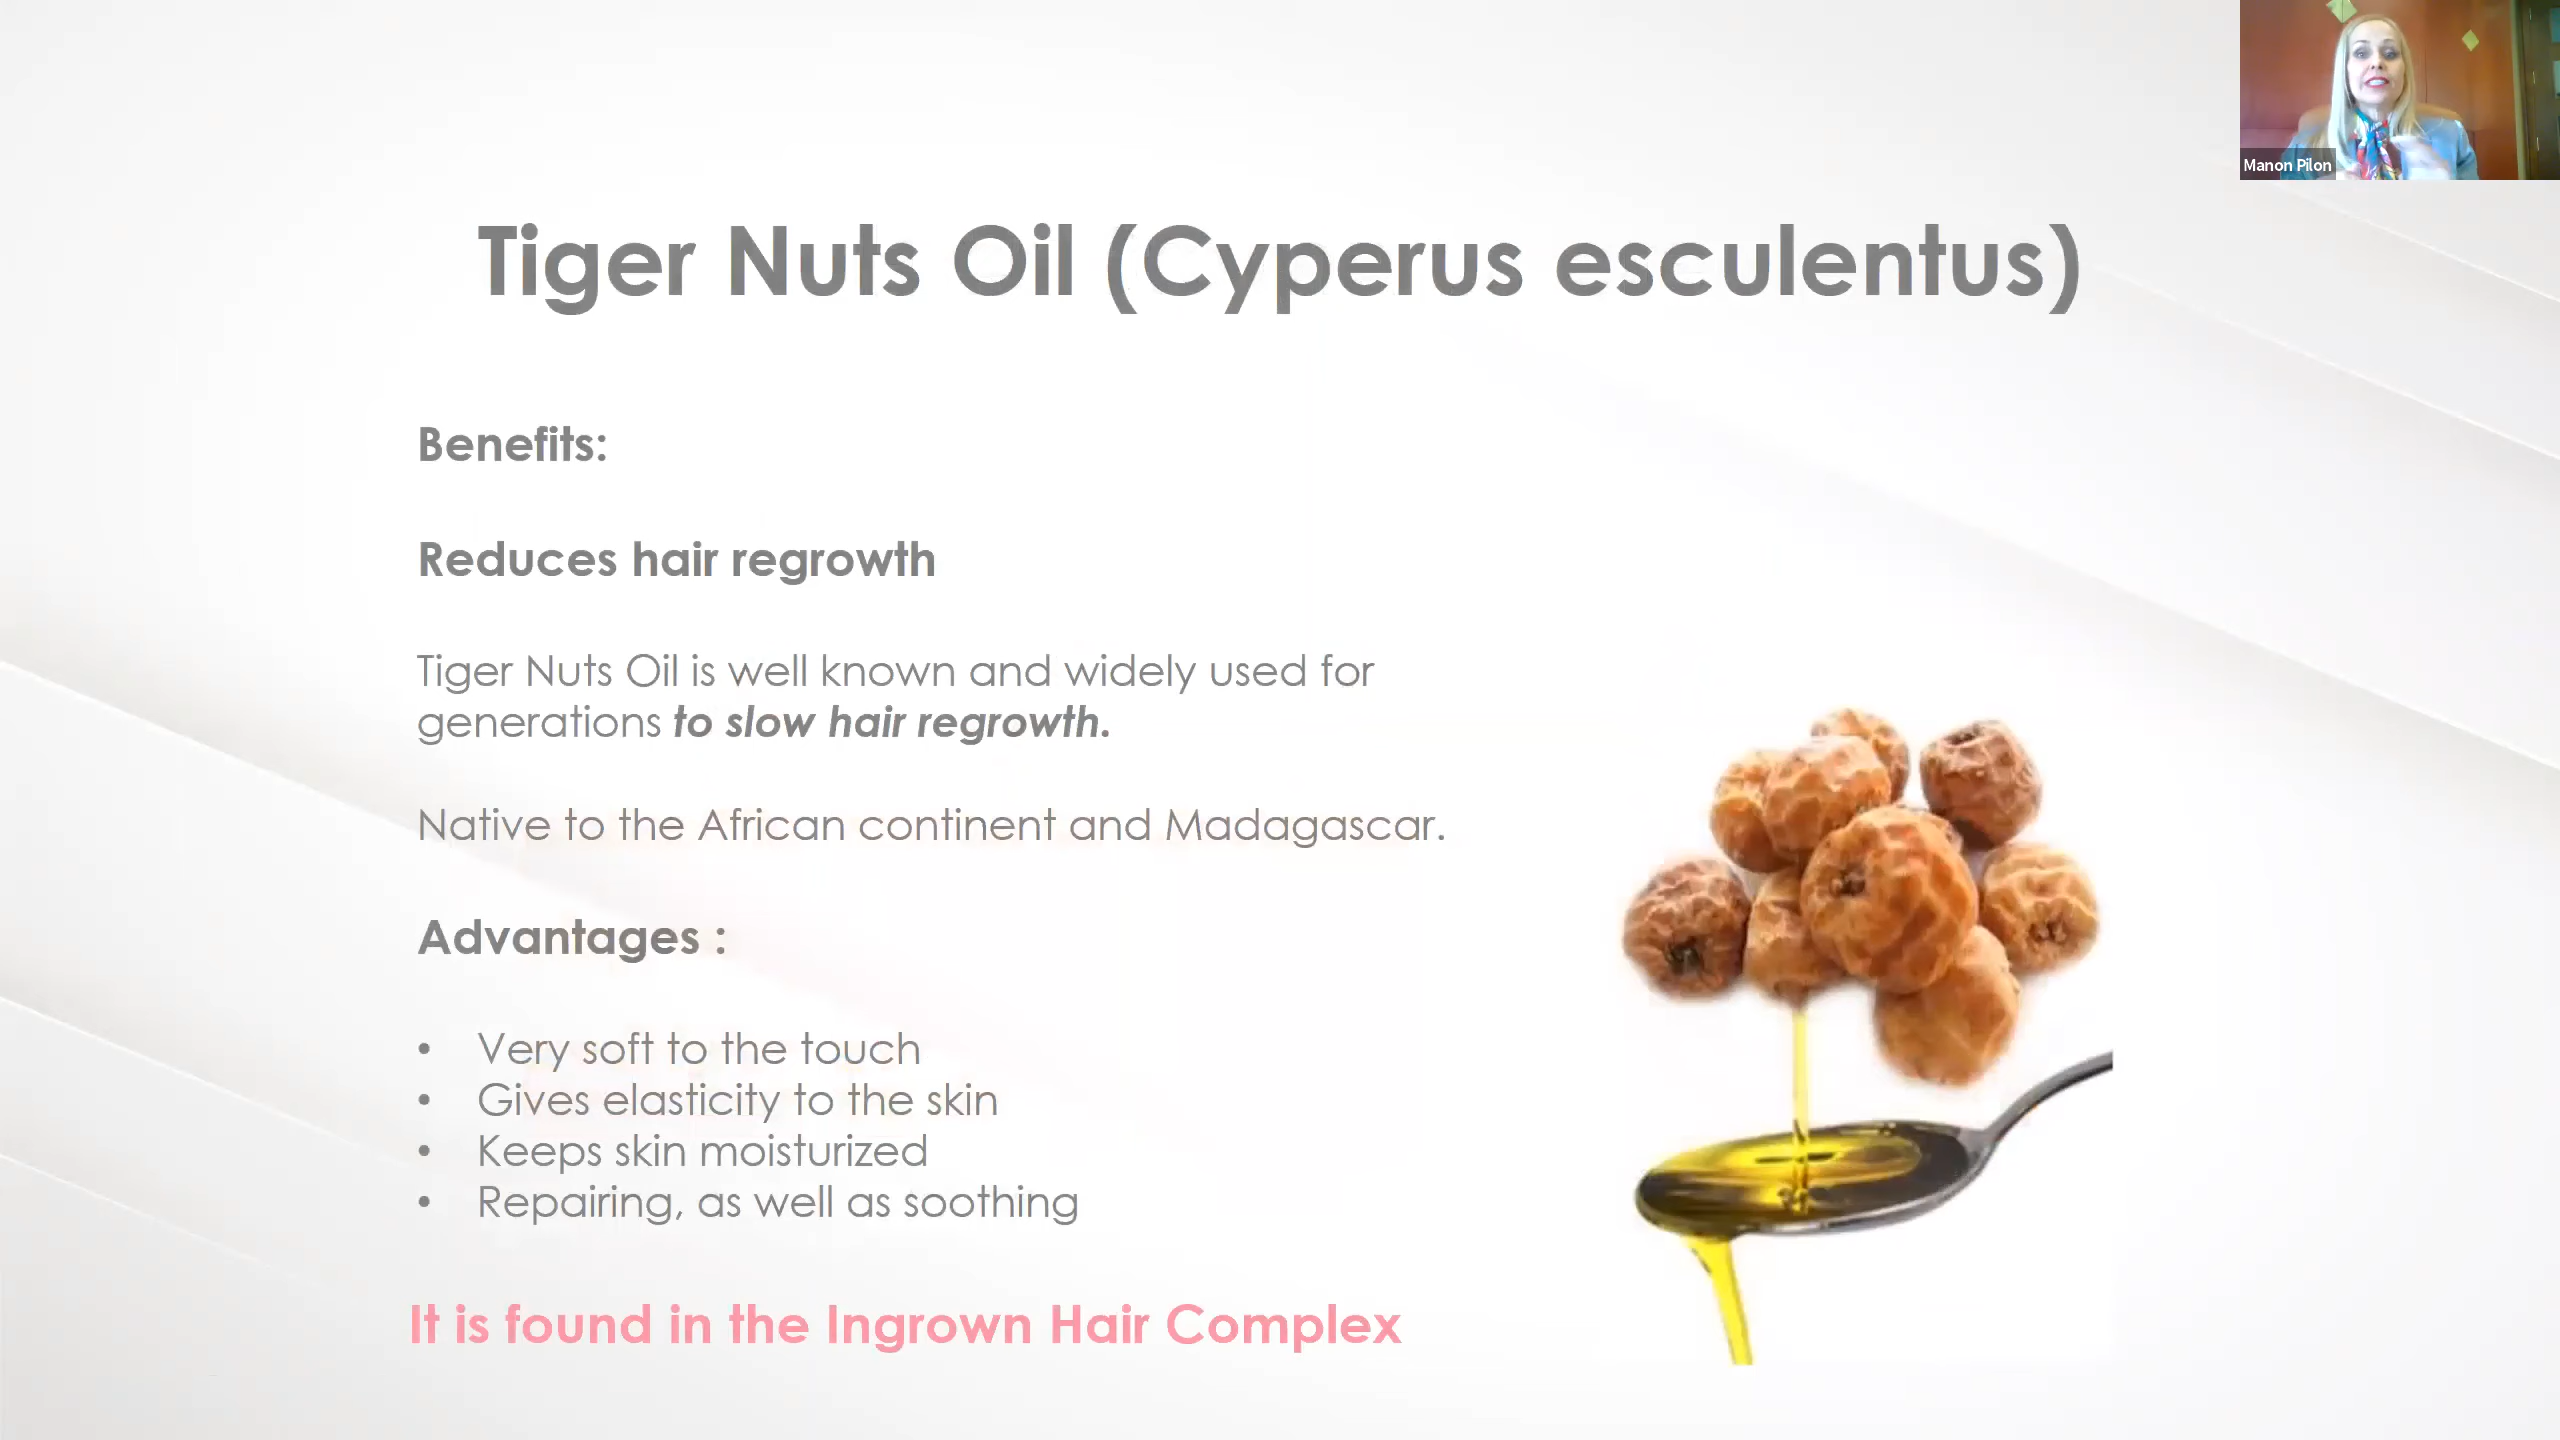 Manon Pilon
Tiger Nuts Oil (Cyperus esculentus)
Benefits:
Reduces hair regrowth
Tiger Nuts Oil is well known and widely used for
generations to slow hair regrowth.
Native to the African continent and Madagascar.
Advantages :
• Very soft to the touch
• Gives elasticity to the skin
• Keeps skin moisturized
• Repairing, as well as soothing
It is found in the Ingrown Hair Complex